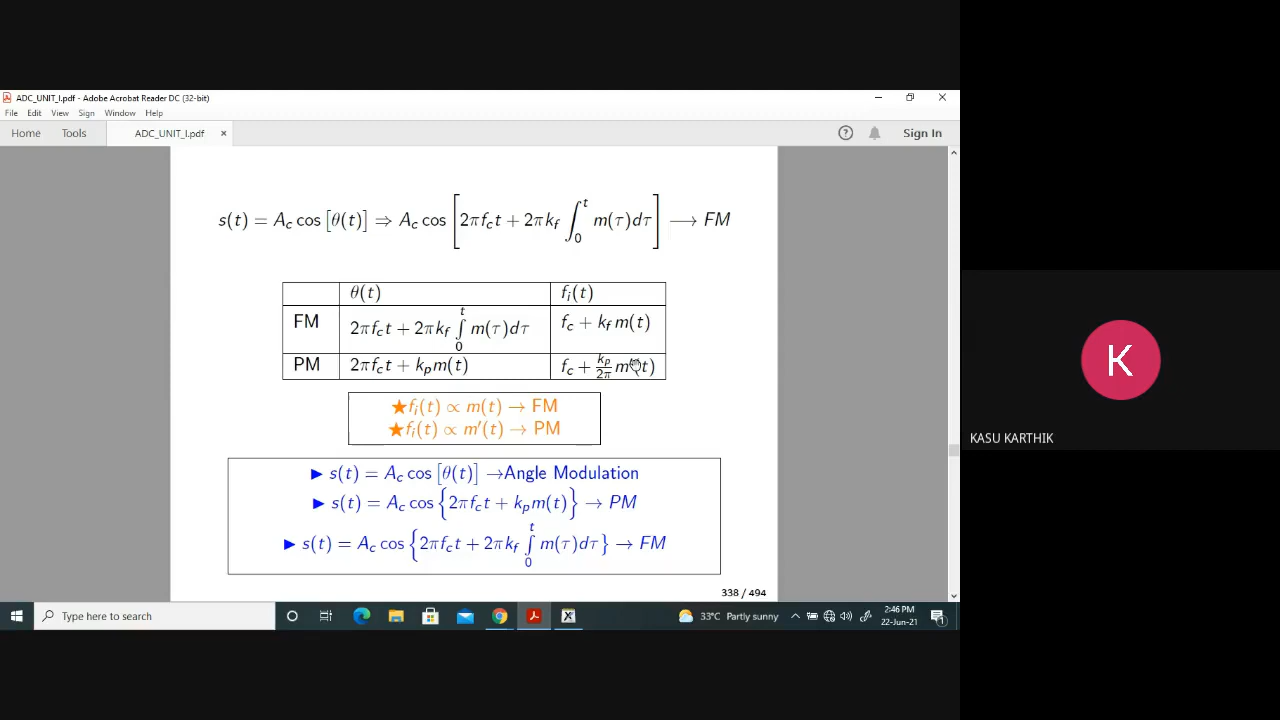 ADC_UNIT_I.pdf - Adobe Acrobat Reader DC (32-bit)
File Edit View Sign Window Help
Home Tools ADC_UNIT_I.pdf × Sign In
s(t) = A_c cos [θ(t)] ⇒ A_c cos [2πf_c t + 2πk_f ∫_0^t m(τ)dτ] ⟶ FM
θ(t) f_i(t)
FM 2πf_c t + 2πk_f ∫_0^t m(τ)dτ f_c + k_f m(t)
PM 2πf_c t + k_p m(t) f_c + k_p/2π m'(t)
★f_i(t) ∝ m(t) → FM
★f_i(t) ∝ m′(t) → PM
▶ s(t) = A_c cos [θ(t)] →Angle Modulation
▶ s(t) = A_c cos {2πf_c t + k_p m(t)} → PM
▶ s(t) = A_c cos {2πf_c t + 2πk_f ∫_0^t m(τ)dτ} → FM
338 / 494
Type here to search
33°C Partly sunny
2:46 PM
22-Jun-21
1
K
KASU KARTHIK